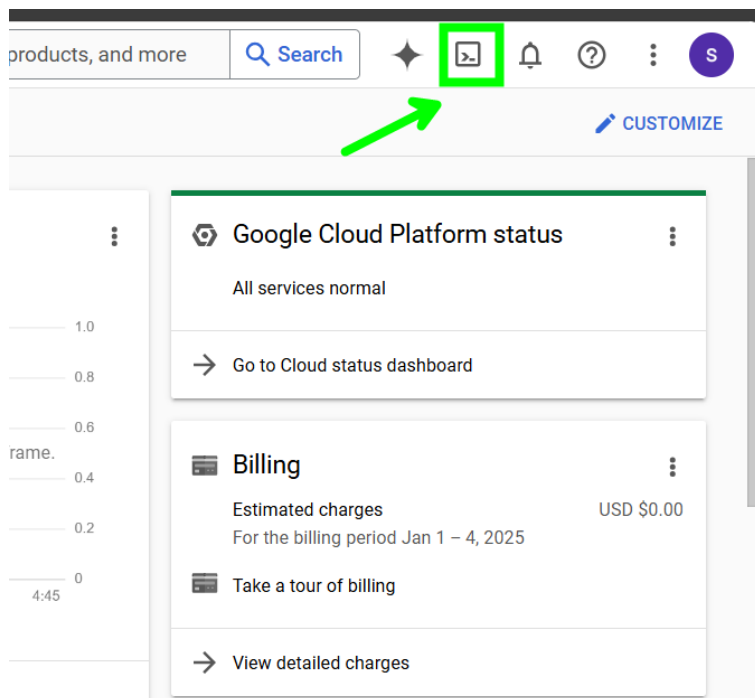 products, and more
Search
S
CUSTOMIZE
Google Cloud Platform status
All services normal
Go to Cloud status dashboard
1.0
0.8
0.6
rame.
0.4
0.2
0
4:45
Billing
Estimated charges
USD $0.00
For the billing period Jan 1 – 4, 2025
Take a tour of billing
View detailed charges